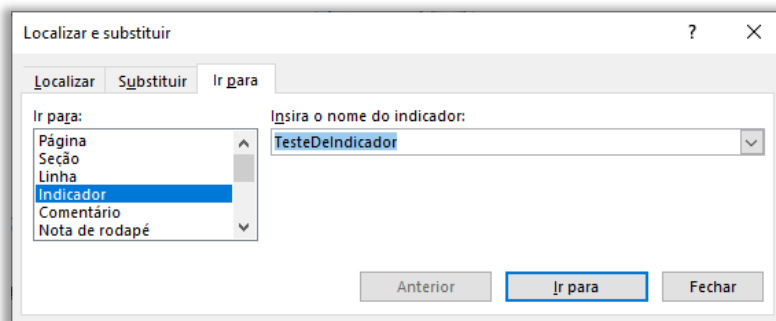 Localizar e substituir ? ×
Localizar Substituir Ir para
Ir para: Insira o nome do indicador:
Página
TesteDeIndicador
Seção
Linha
Indicador
Comentário
Nota de rodapé
Anterior Ir para Fechar